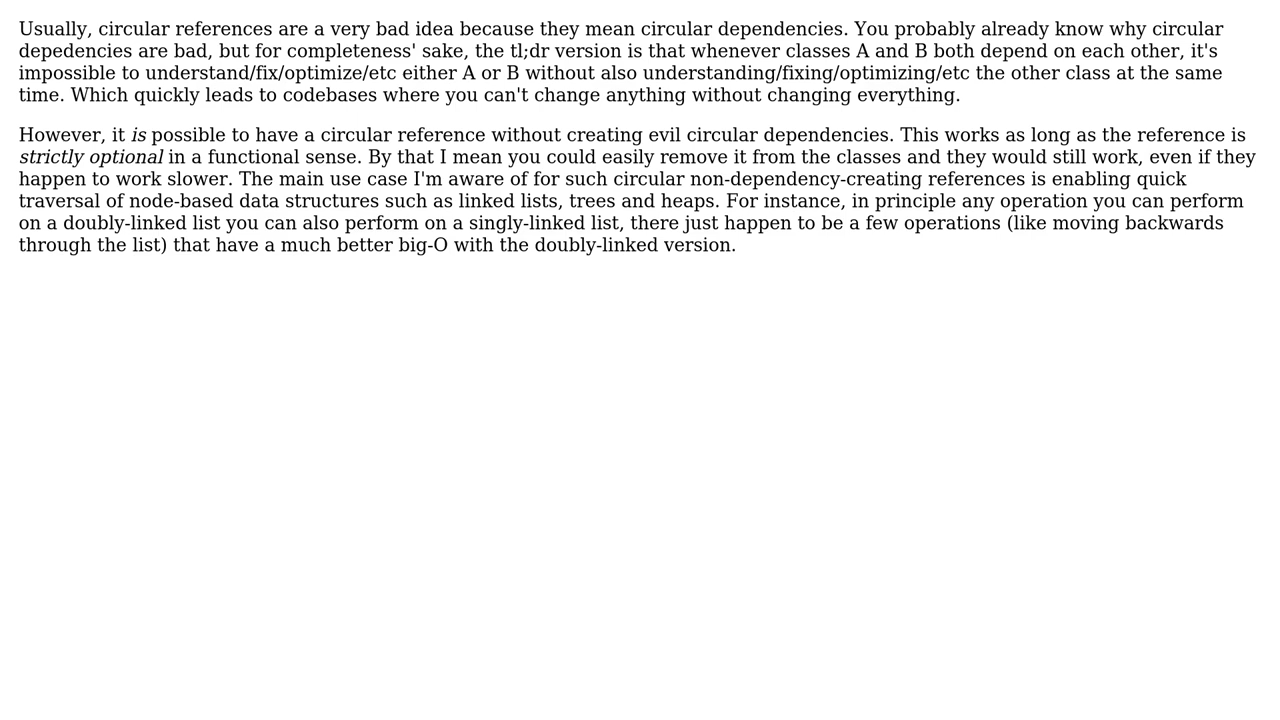 Usually, circular references are a very bad idea because they mean circular dependencies. You probably already know why circular
depedencies are bad, but for completeness' sake, the tl;dr version is that whenever classes A and B both depend on each other, it's
impossible to understand/fix/optimize/etc either A or B without also understanding/fixing/optimizing/etc the other class at the same
time. Which quickly leads to codebases where you can't change anything without changing everything.
However, it is possible to have a circular reference without creating evil circular dependencies. This works as long as the reference is
strictly optional in a functional sense. By that I mean you could easily remove it from the classes and they would still work, even if they
happen to work slower. The main use case I'm aware of for such circular non-dependency-creating references is enabling quick
traversal of node-based data structures such as linked lists, trees and heaps. For instance, in principle any operation you can perform
on a doubly-linked list you can also perform on a singly-linked list, there just happen to be a few operations (like moving backwards
through the list) that have a much better big-O with the doubly-linked version.